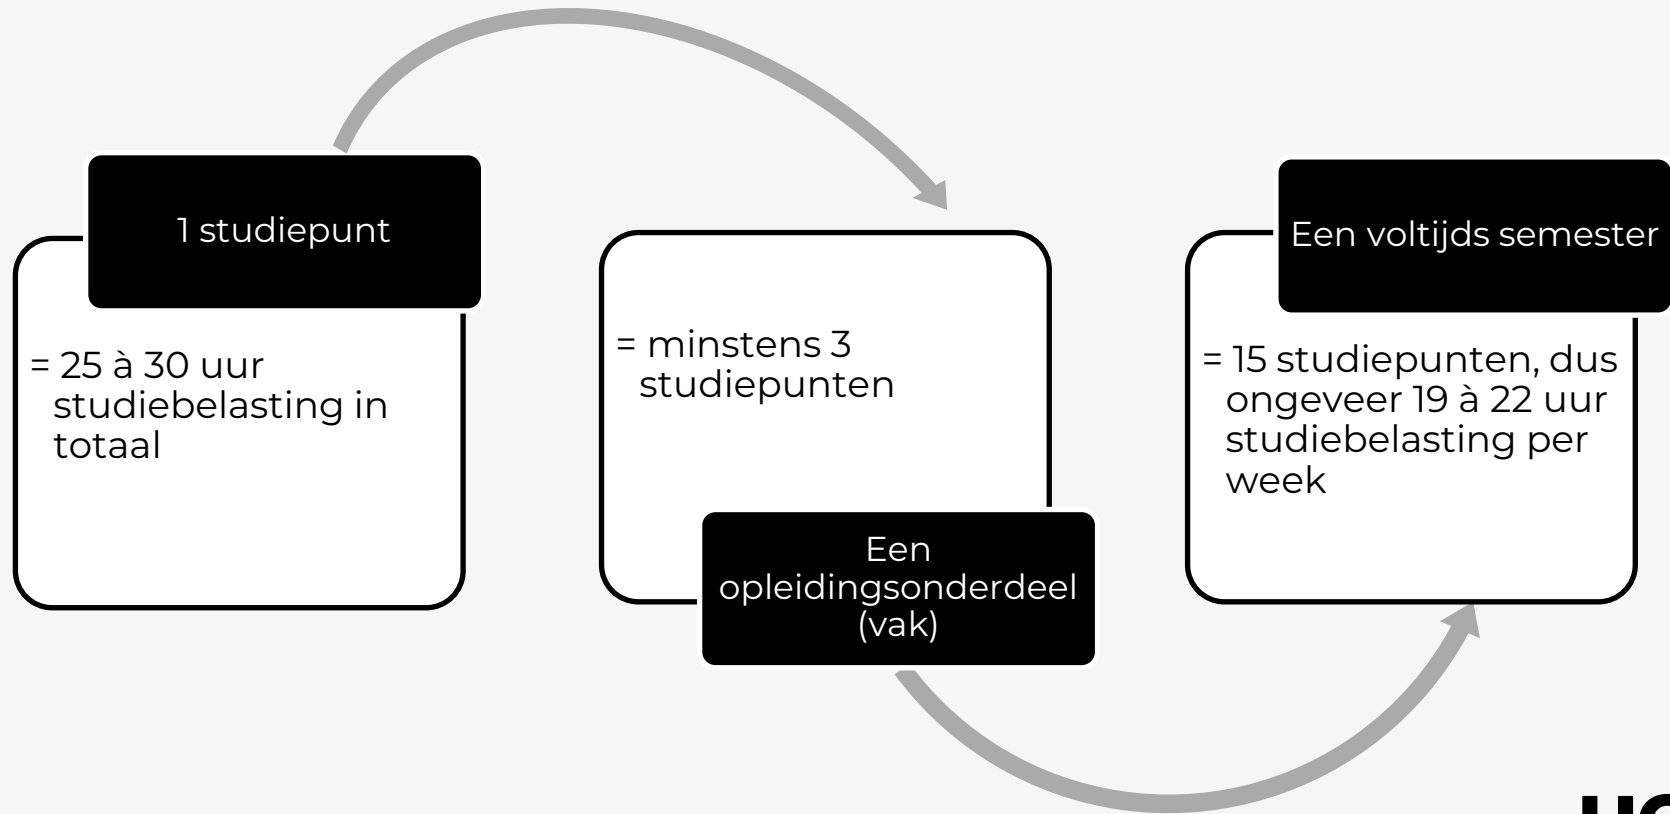 1 studiepunt
= 25 à 30 uur
studiebelasting in
totaal
= minstens 3
studiepunten
Een
opleidingsonderdeel
(vak)
Een voltijds semester
= 15 studiepunten, dus
ongeveer 19 à 22 uur
studiebelasting per
week